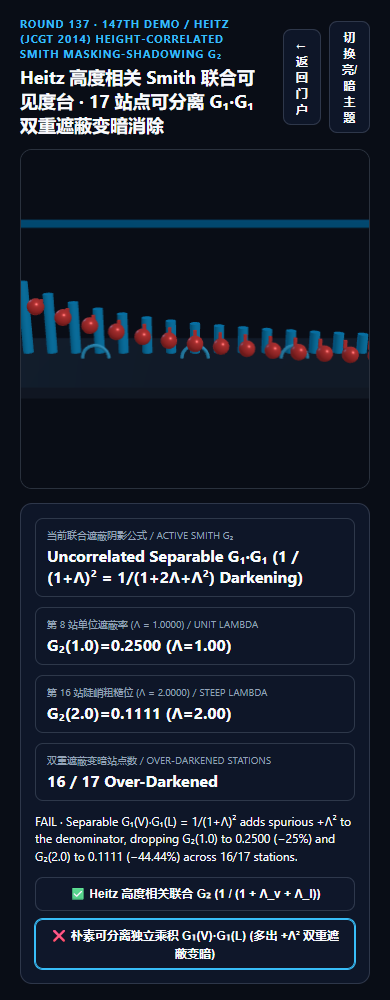 ROUND 137 · 147TH DEMO / HEITZ
(JCGT 2014) HEIGHT-CORRELATED
SMITH MASKING-SHADOWING G₂
Heitz 高度相关 Smith 联合可
见度台 · 17 站点可分离 G₁·G₁
双重遮蔽变暗消除
←
返
回
门
户
切
换
亮/
暗
主
题
当前联合遮蔽阴影公式 / ACTIVE SMITH G₂
Uncorrelated Separable G₁·G₁ (1 /
(1+Λ)² = 1/(1+2Λ+Λ²) Darkening)
第 8 站单位遮蔽率 (Λ = 1.0000) / UNIT LAMBDA
G₂(1.0)=0.2500 (Λ=1.00)
第 16 站陡峭粗糙位 (Λ = 2.0000) / STEEP LAMBDA
G₂(2.0)=0.1111 (Λ=2.00)
双重遮蔽变暗站点数 / OVER-DARKENED STATIONS
16 / 17 Over-Darkened
FAIL · Separable G₁(V)·G₁(L) = 1/(1+Λ)² adds spurious +Λ² to
the denominator, dropping G₂(1.0) to 0.2500 (−25%) and
G₂(2.0) to 0.1111 (−44.44%) across 16/17 stations.
✅ Heitz 高度相关联合 G₂ (1 / (1 + Λ_v + Λ_l))
❌ 朴素可分离独立乘积 G₁(V)·G₁(L) (多出 +Λ² 双重遮
蔽变暗)